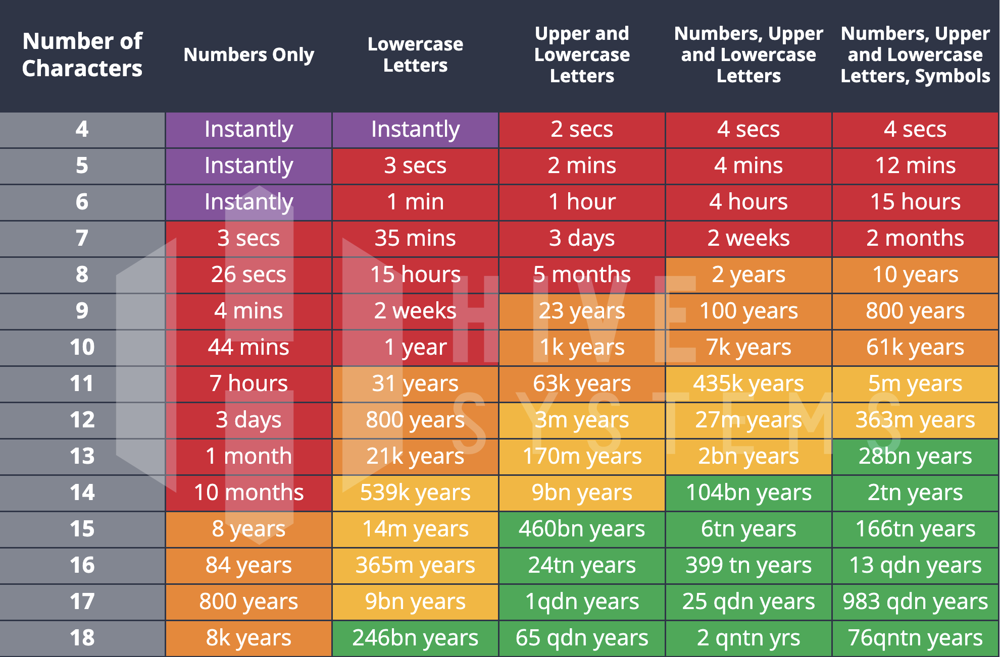 Number of Characters | Numbers Only | Lowercase Letters | Upper and Lowercase Letters | Numbers, Upper and Lowercase Letters | Numbers, Upper and Lowercase Letters, Symbols
4 | Instantly | Instantly | 2 secs | 4 secs | 4 secs
5 | Instantly | 3 secs | 2 mins | 4 mins | 12 mins
6 | Instantly | 1 min | 1 hour | 4 hours | 15 hours
7 | 3 secs | 35 mins | 3 days | 2 weeks | 2 months
8 | 26 secs | 15 hours | 5 months | 2 years | 10 years
9 | 4 mins | 2 weeks | 23 years | 100 years | 800 years
10 | 44 mins | 1 year | 1k years | 7k years | 61k years
11 | 7 hours | 31 years | 63k years | 435k years | 5m years
12 | 3 days | 800 years | 3m years | 27m years | 363m years
13 | 1 month | 21k years | 170m years | 2bn years | 28bn years
14 | 10 months | 539k years | 9bn years | 104bn years | 2tn years
15 | 8 years | 14m years | 460bn years | 6tn years | 166tn years
16 | 84 years | 365m years | 24tn years | 399 tn years | 13 qdn years
17 | 800 years | 9bn years | 1qdn years | 25 qdn years | 983 qdn years
18 | 8k years | 246bn years | 65 qdn years | 2 qntn yrs | 76qntn years
HIVE
SYSTEMS